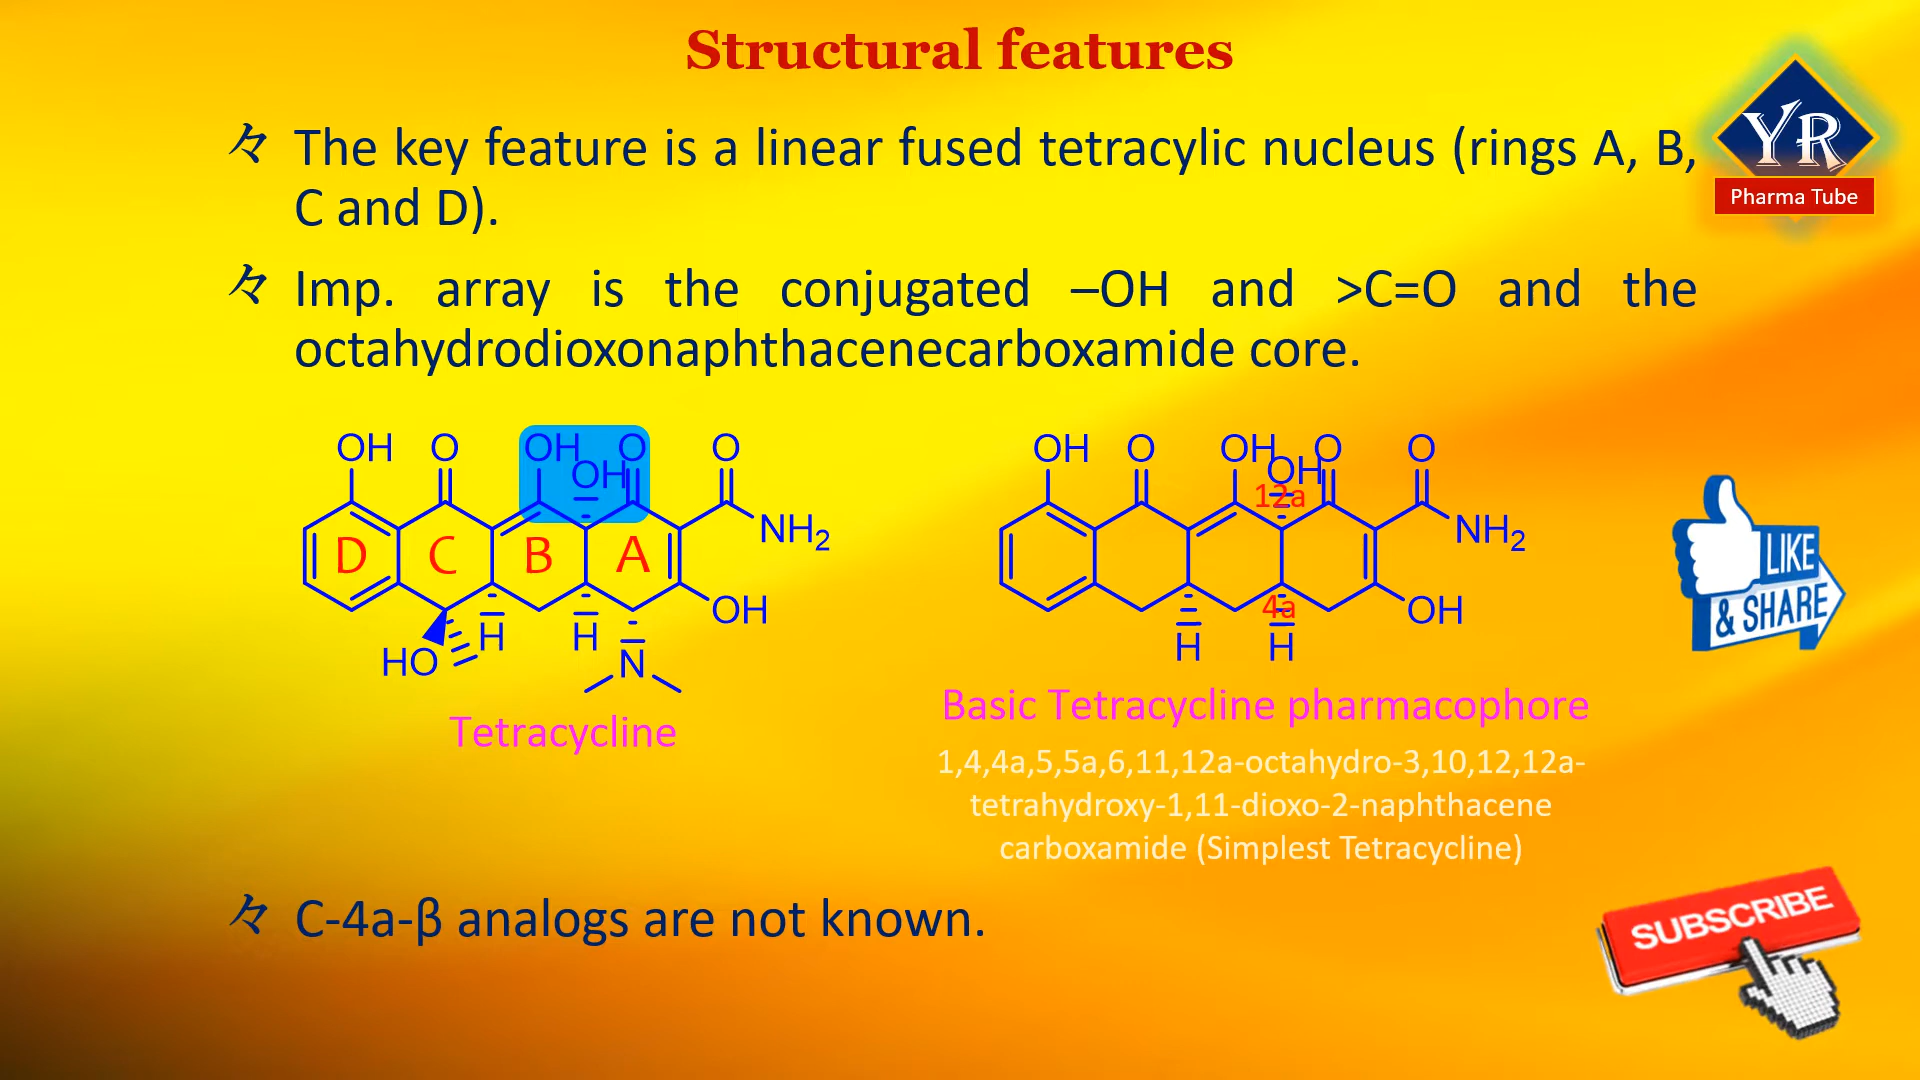 Structural features
YR
Pharma Tube
々 The key feature is a linear fused tetracylic nucleus (rings A, B,
C and D).
々 Imp. array is the conjugated –OH and >C=O and the
octahydrodioxonaphthacenecarboxamide core.
OH O OH OH O O
NH2
D C B A
OH
HO H H N
Tetracycline
OH O OH OH O O
12a
NH2
4a
OH
H H
Basic Tetracycline pharmacophore
1,4,4a,5,5a,6,11,12a-octahydro-3,10,12,12a-
tetrahydroxy-1,11-dioxo-2-naphthacene
carboxamide (Simplest Tetracycline)
LIKE
& SHARE
々 C-4a-β analogs are not known.
SUBSCRIBE